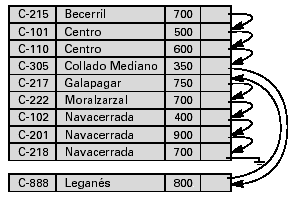 C-215 Becerril 700
C-101 Centro 500
C-110 Centro 600
C-305 Collado Mediano 350
C-217 Galapagar 750
C-222 Moralzarzal 700
C-102 Navacerrada 400
C-201 Navacerrada 900
C-218 Navacerrada 700
C-888 Leganés 800